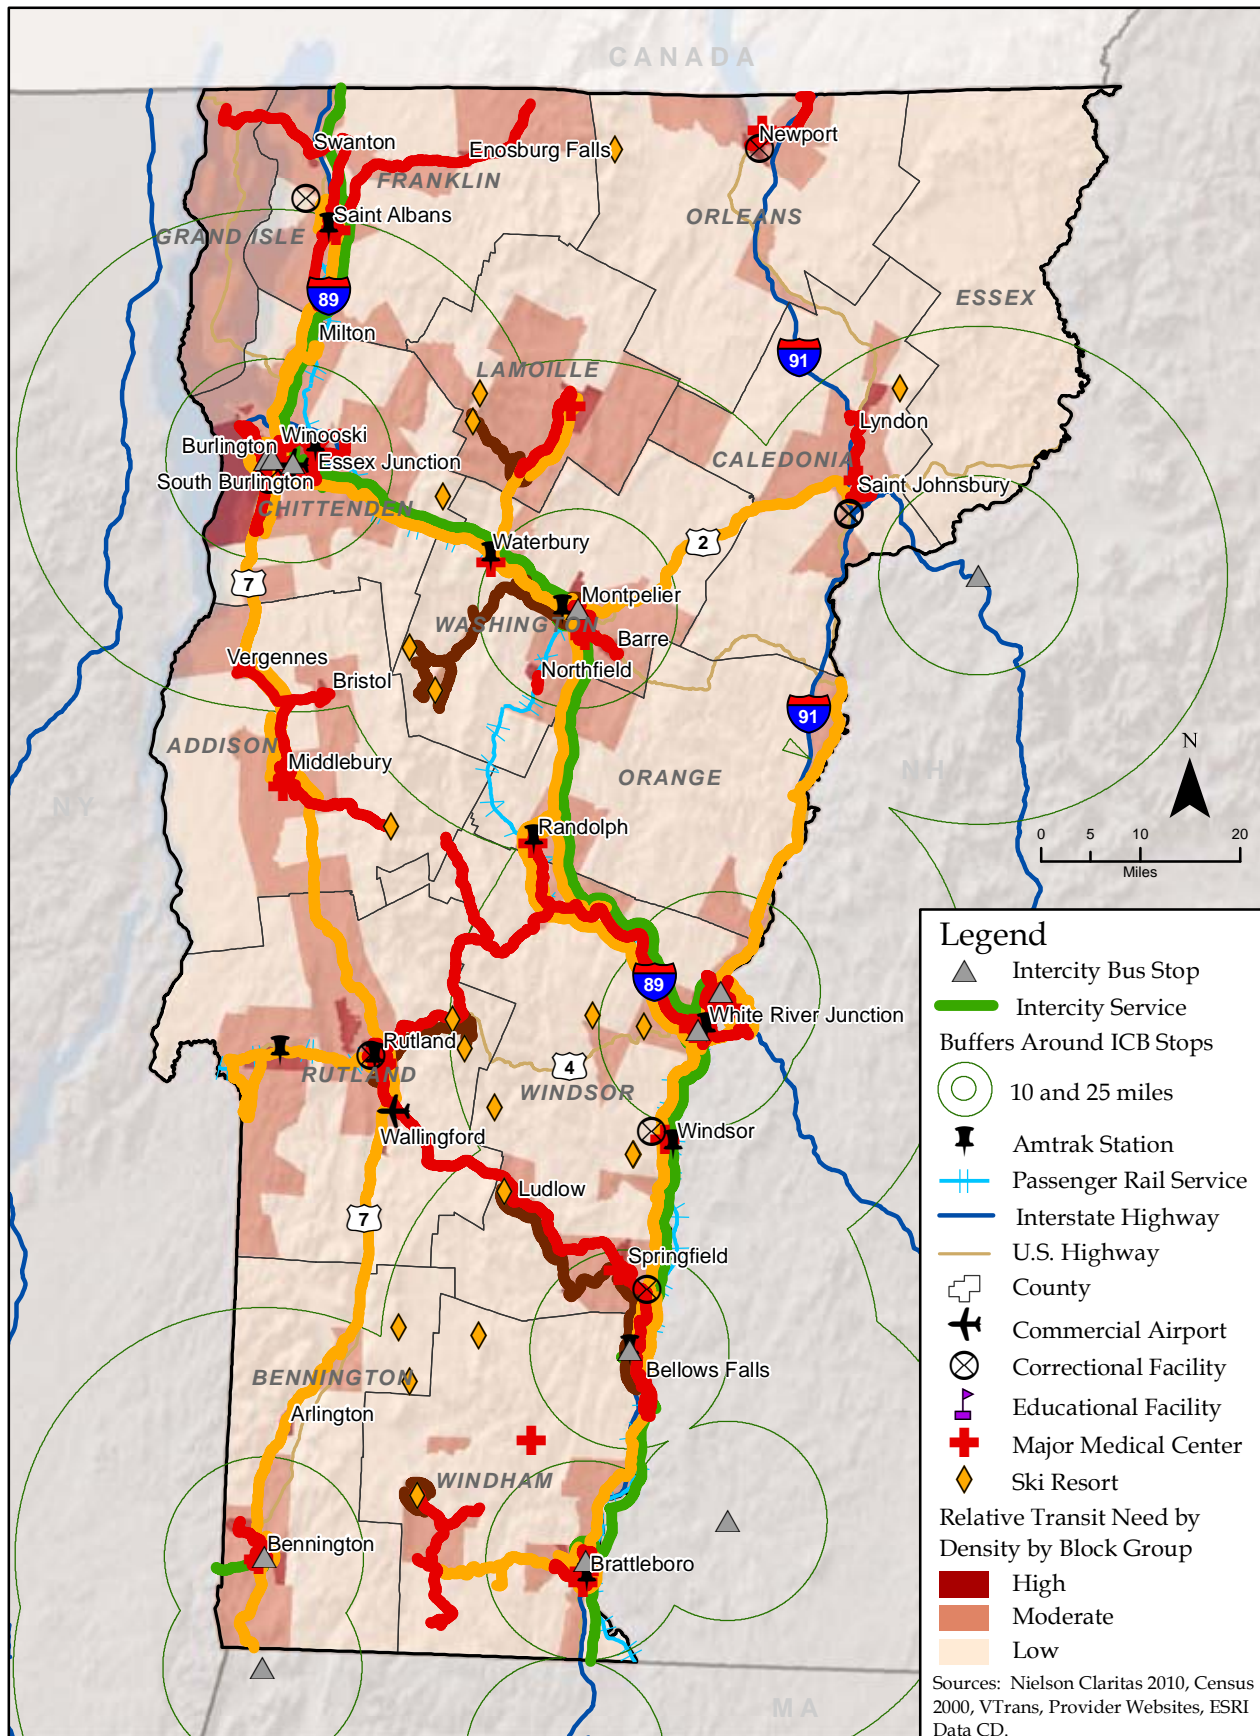 CANADA
Swanton
Newport
Enosburg Falls
FRANKLIN
Saint Albans
ORLEANS
GRAND ISLE
89
ESSEX
Milton
91
LAMOILLE
Lyndon
Winooski
Burlington
Essex Junction
CALEDONIA
South Burlington
Saint Johnsbury
CHITTENDEN
2
Waterbury
7
Montpelier
WASHINGTON
Barre
Vergennes
Northfield
Bristol
91
ADDISON
Middlebury
ORANGE
NH
NY
N
Randolph
0 5 10 20
Miles
89
White River Junction
Rutland
4
RUTLAND
WINDSOR
Wallingford
Windsor
Ludlow
7
Springfield
Bellows Falls
BENNINGTON
Arlington
WINDHAM
Bennington
Brattleboro
MA
Legend
Intercity Bus Stop
Intercity Service
Buffers Around ICB Stops
10 and 25 miles
Amtrak Station
Passenger Rail Service
Interstate Highway
U.S. Highway
County
Commercial Airport
Correctional Facility
Educational Facility
Major Medical Center
Ski Resort
Relative Transit Need by
Density by Block Group
High
Moderate
Low
Sources: Nielson Claritas 2010, Census
2000, VTrans, Provider Websites, ESRI
Data CD.